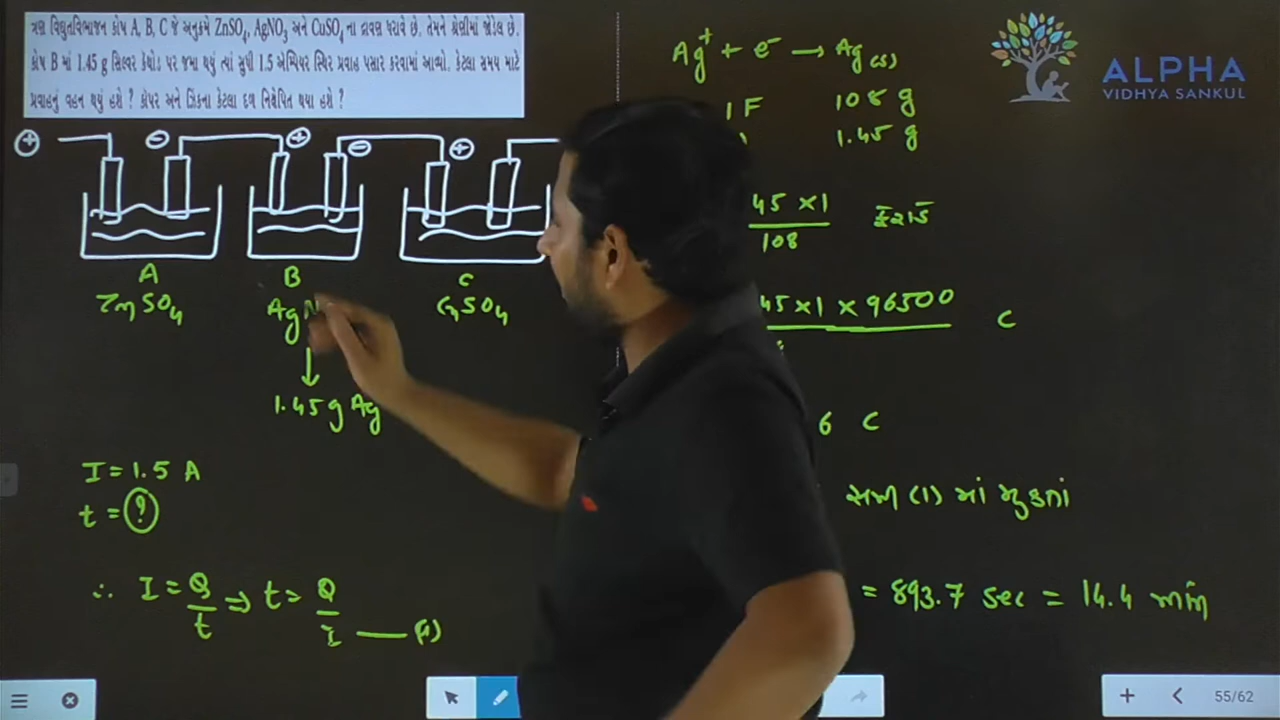 ત્રણ વિદ્યુતવિભાજન કોષ A, B, C જે અનુક્રમે ZnSO4, AgNO3 અને CuSO4 ના દ્રાવણ ધરાવે છે. તેમને શ્રેણીમાં જોડેલ છે.
કોષ B માં 1.45 g સિલ્વર કેથોડ પર જમા થયું ત્યાં સુધી 1.5 એમ્પિયર સ્થિર પ્રવાહ પસાર કરવામાં આવ્યો. કેટલા સમય માટે
પ્રવાહનું વહન થયું હશે ? કોપર અને ઝિંકના કેટલા દળ નિક્ષેપિત થયા હશે ?
ALPHA
VIDHYA SANKUL
+ − + − +
A B C
ZnSO4 Ag CuSO4
1.45 g Ag
I = 1.5 A
t = ?
∴ I = Q/t ⇒ t = Q/I —— (1)
Ag+ + e− → Ag(s)
1 F 108 g
1.45 g
45 × 1 / 108 ફેરાડે
45 × 1 × 96500 C
6 C
(1) માં મુકતાં
= 893.7 sec = 14.4 min
55/62